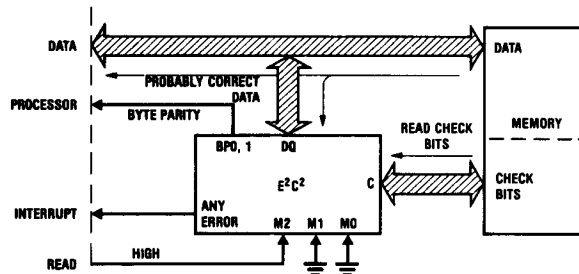 DATA
DATA
PROBABLY CORRECT
DATA
PROCESSOR
BYTE PARITY
READ CHECK
BITS
MEMORY
BP0, 1 DQ
E²C² C
CHECK
BITS
ANY
ERROR
INTERRUPT
M2 M1 M0
READ
HIGH